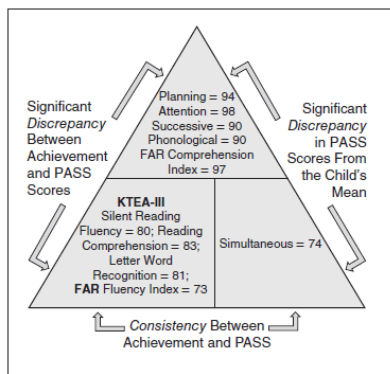 Planning = 94
Attention = 98
Successive = 90
Phonological = 90
FAR Comprehension
Index = 97
Significant
Discrepancy
Between
Achievement
and PASS
Scores
Significant
Discrepancy
in PASS
Scores From
the Child's
Mean
KTEA-III
Silent Reading
Fluency = 80; Reading
Comprehension = 83;
Letter Word
Recognition = 81;
FAR Fluency Index = 73
Simultaneous = 74
Consistency Between
Achievement and PASS